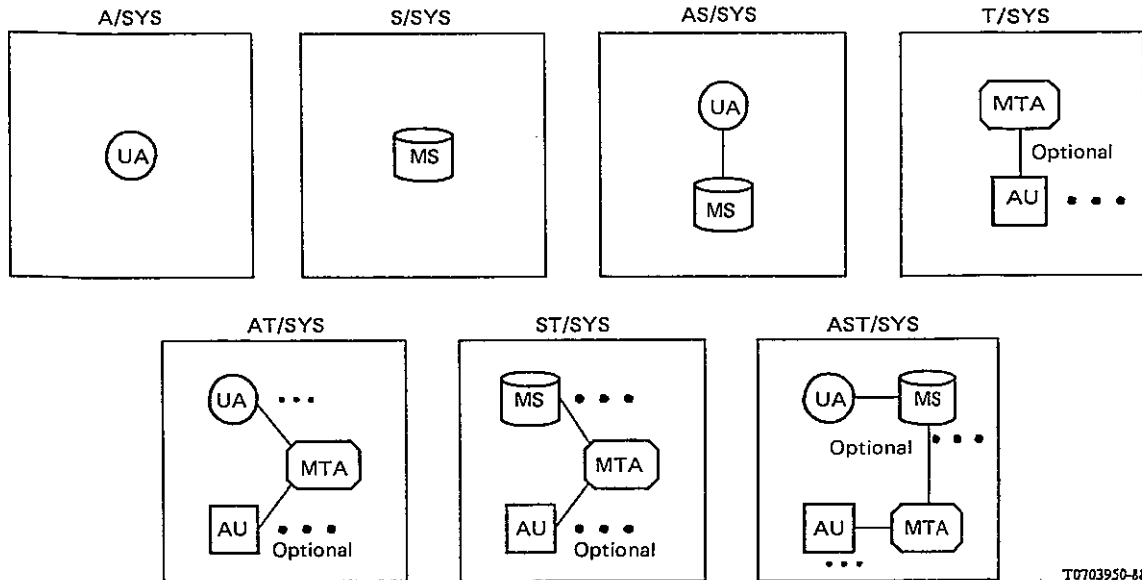 A/SYS
S/SYS
AS/SYS
T/SYS
UA
MS
UA
MS
MTA
Optional
AU
AT/SYS
ST/SYS
AST/SYS
UA
MTA
AU
Optional
MS
MTA
AU
Optional
UA
MS
Optional
AU
MTA